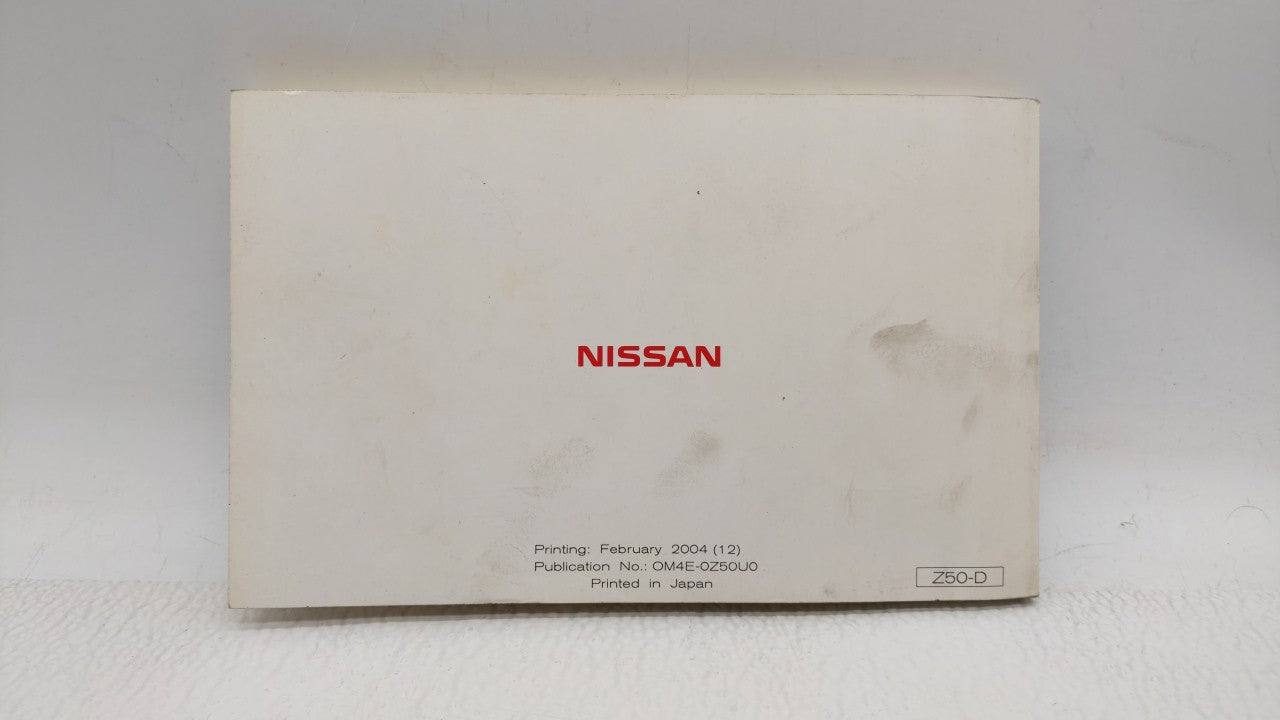 NISSAN
Printing: February 2004 (12)
Publication No.: OM4E-0Z50U0
Printed in Japan
Z50-D